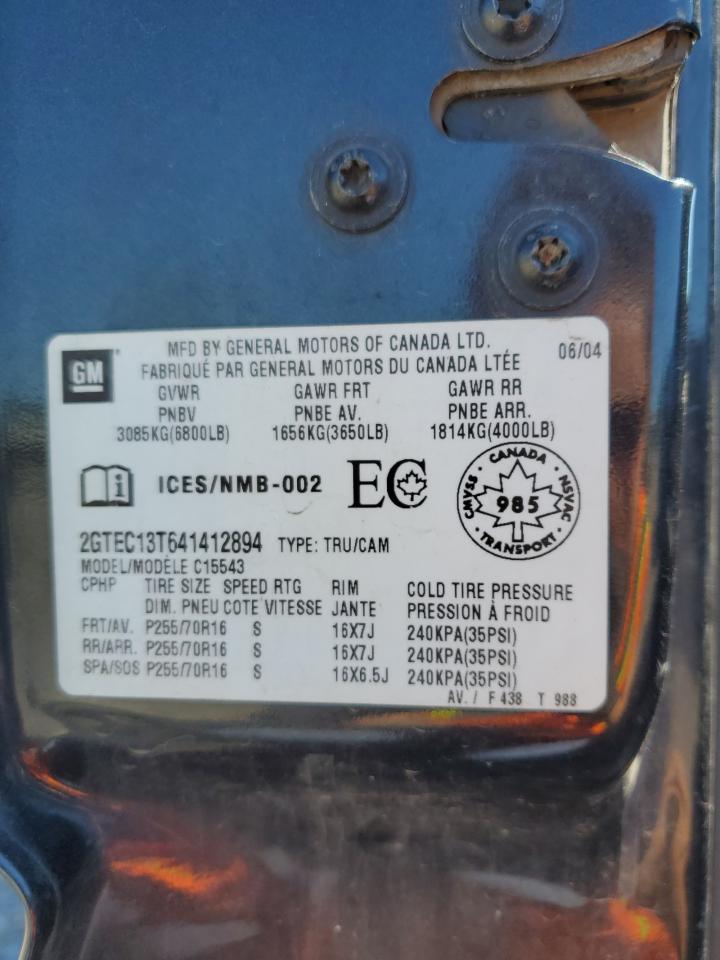 GM
MFD BY GENERAL MOTORS OF CANADA LTD.
06/04
FABRIQUÉ PAR GENERAL MOTORS DU CANADA LTÉE
GVWR GAWR FRT GAWR RR
PNBV PNBE AV. PNBE ARR.
3085KG(6800LB) 1656KG(3650LB) 1814KG(4000LB)
i ICES/NMB-002 EC
CANADA
CMVSS 985 NSVAC
TRANSPORT
2GTEC13T641412894 TYPE: TRU/CAM
MODEL/MODÈLE C15543
CPHP TIRE SIZE SPEED RTG RIM COLD TIRE PRESSURE
DIM. PNEU COTE VITESSE JANTE PRESSION À FROID
FRT/AV. P255/70R16 S 16X7J 240KPA(35PSI)
RR/ARR. P255/70R16 S 16X7J 240KPA(35PSI)
SPA/SOS P255/70R16 S 16X6.5J 240KPA(35PSI)
AV. / F 438 T 988